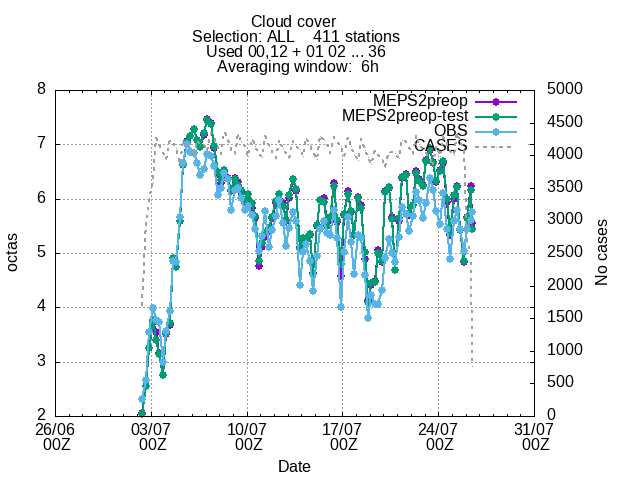 Cloud cover
Selection: ALL    411 stations
Used 00,12 + 01 02 ... 36
Averaging window:  6h
8 5000
MEPS2preop
MEPS2preop-test
OBS
CASES
4500
7 4000
3500
6 3000
octas No cases
5 2500
2000
4 1500
3 1000
500
2 0
26/06 03/07 10/07 17/07 24/07 31/07
00Z 00Z 00Z 00Z 00Z 00Z
Date